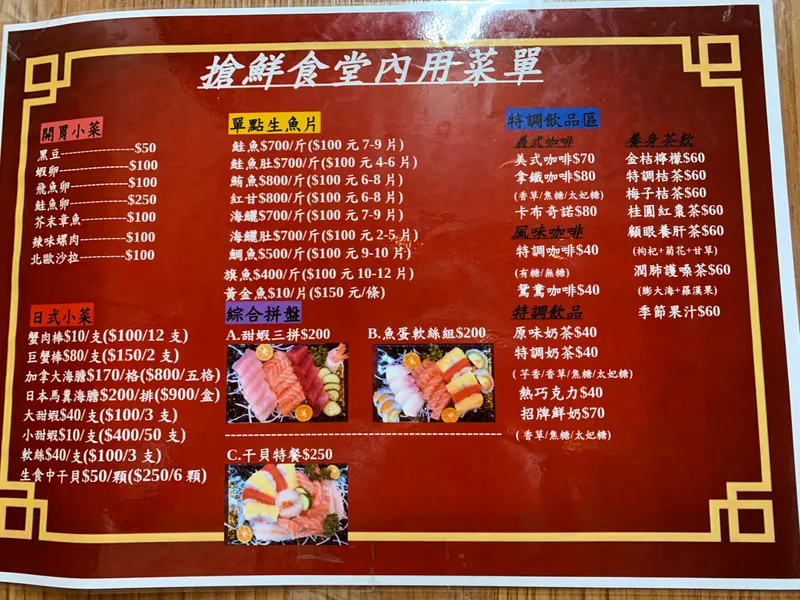 搶鮮食堂內用菜單
開胃小菜
黑豆--------------$50
蝦卵--------------$100
飛魚卵------------$100
鮭魚卵------------$250
芥末章魚----------$100
辣味螺肉----------$100
北歐沙拉----------$100
日式小菜
蟹肉棒$10/支($100/12 支)
巨蟹棒$80/支($150/2 支)
加拿大海膽$170/格($800/五格)
日本馬糞海膽$200/排($900/盒)
大甜蝦$40/支($100/3 支)
小甜蝦$10/支($400/50 支)
軟絲$40/支($100/3 支)
生食中干貝$50/顆($250/6 顆)
單點生魚片
鮭魚$700/斤($100 元 7-9 片)
鮭魚肚$700/斤($100 元 4-6 片)
鮪魚$800/斤($100 元 6-8 片)
紅甘$800/斤($100 元 6-8 片)
海鱺$700/斤($100 元 7-9 片)
海鱺肚$700/斤($100 元 2-5 片)
鯛魚$500/斤($100 元 9-10 片)
旗魚$400/斤($100 元 10-12 片)
黃金魚$10/片($150 元/條)
綜合拼盤
A.甜蝦三拼$200
B.魚蛋軟絲組$200
C.干貝特餐$250
特調飲品區
義式咖啡
美式咖啡$70
拿鐵咖啡$80
(香草/焦糖/太妃糖)
卡布奇諾$80
風味咖啡
特調咖啡$40
(有糖/無糖)
鴛鴦咖啡$40
特調飲品
原味奶茶$40
特調奶茶$40
(芋香/香草/焦糖/太妃糖)
熱巧克力$40
招牌鮮奶$70
(香草/焦糖/太妃糖)
養身茶飲
金桔檸檬$60
特調桔茶$60
梅子桔茶$60
桂圓紅棗茶$60
顧眼養肝茶$60
(枸杞+菊花+甘草)
潤肺護嗓茶$60
(膨大海+羅漢果)
季節果汁$60